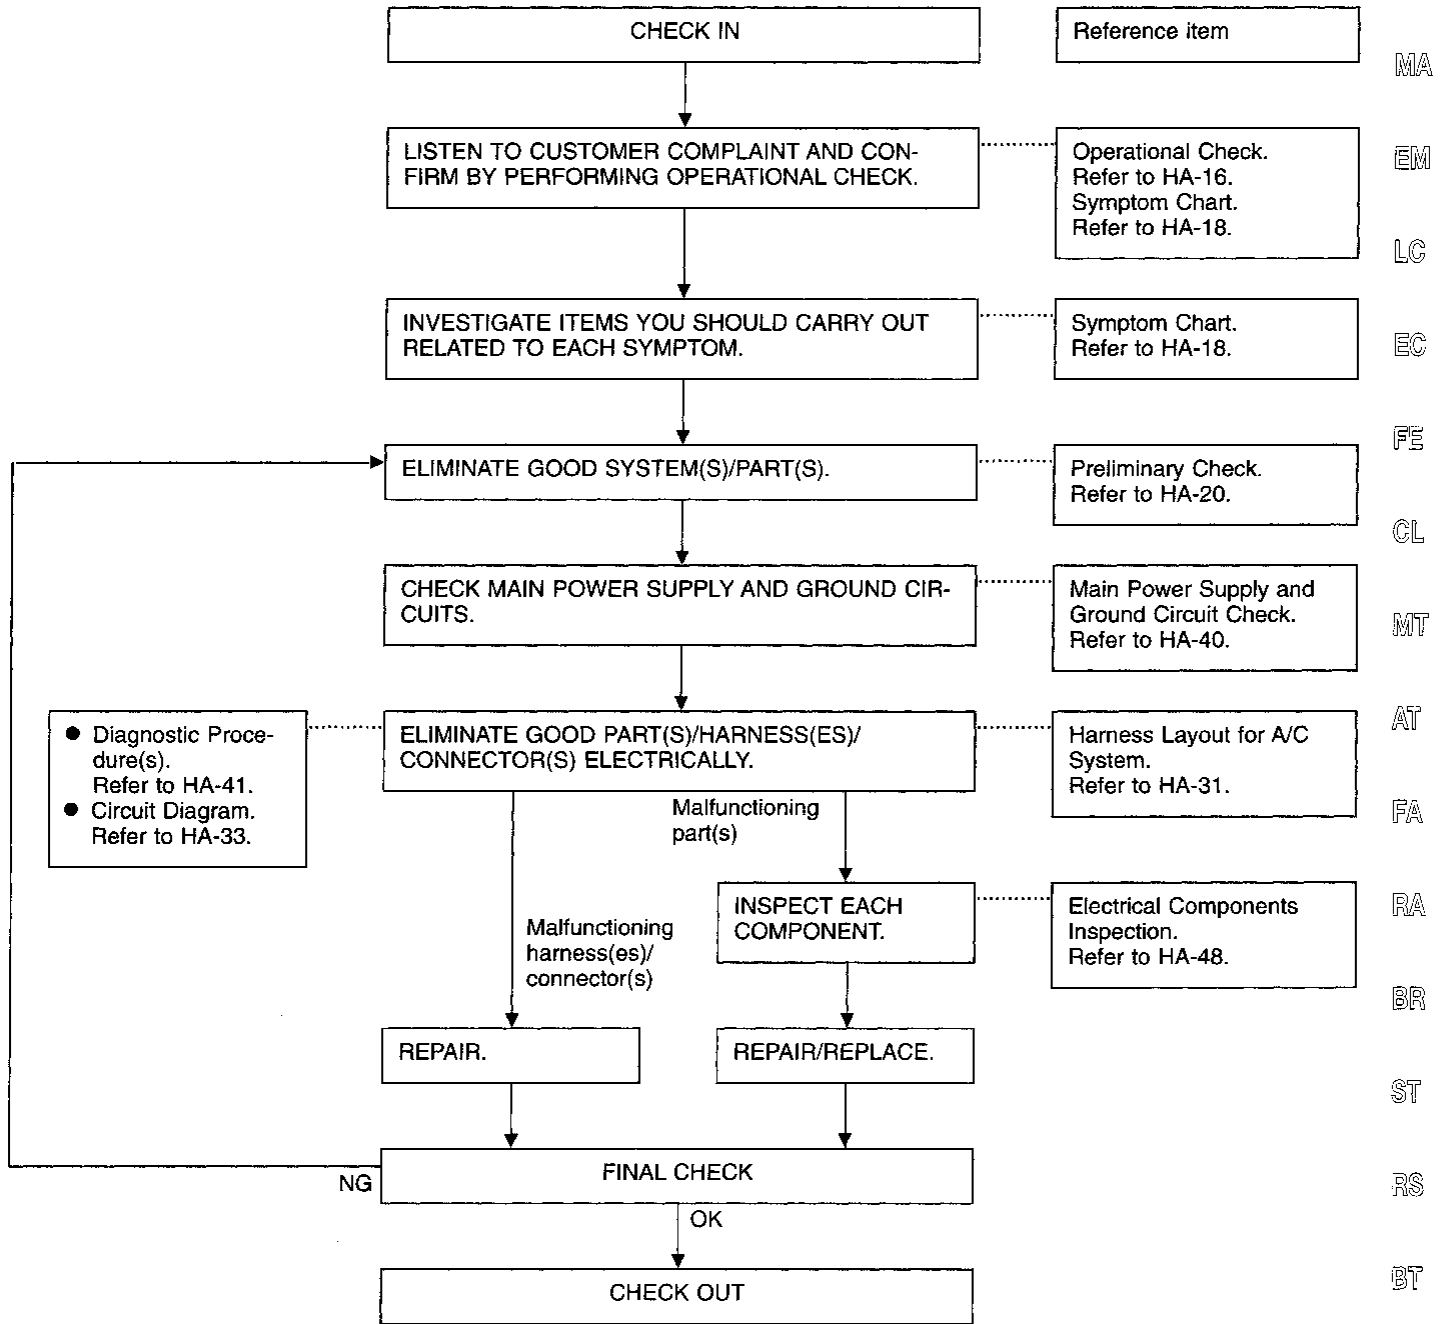 CHECK IN
Reference item
MA
LISTEN TO CUSTOMER COMPLAINT AND CON-
FIRM BY PERFORMING OPERATIONAL CHECK.
Operational Check.
Refer to HA-16.
Symptom Chart.
Refer to HA-18.
EM
LC
INVESTIGATE ITEMS YOU SHOULD CARRY OUT
RELATED TO EACH SYMPTOM.
Symptom Chart.
Refer to HA-18.
EC
FE
ELIMINATE GOOD SYSTEM(S)/PART(S).
Preliminary Check.
Refer to HA-20.
CL
CHECK MAIN POWER SUPPLY AND GROUND CIR-
CUITS.
Main Power Supply and
Ground Circuit Check.
Refer to HA-40.
MT
● Diagnostic Proce-
dure(s).
Refer to HA-41.
● Circuit Diagram.
Refer to HA-33.
ELIMINATE GOOD PART(S)/HARNESS(ES)/
CONNECTOR(S) ELECTRICALLY.
Harness Layout for A/C
System.
Refer to HA-31.
AT
Malfunctioning
part(s)
FA
INSPECT EACH
COMPONENT.
Electrical Components
Inspection.
Refer to HA-48.
RA
Malfunctioning
harness(es)/
connector(s)
BR
REPAIR.
REPAIR/REPLACE.
ST
FINAL CHECK
NG
RS
OK
BT
CHECK OUT